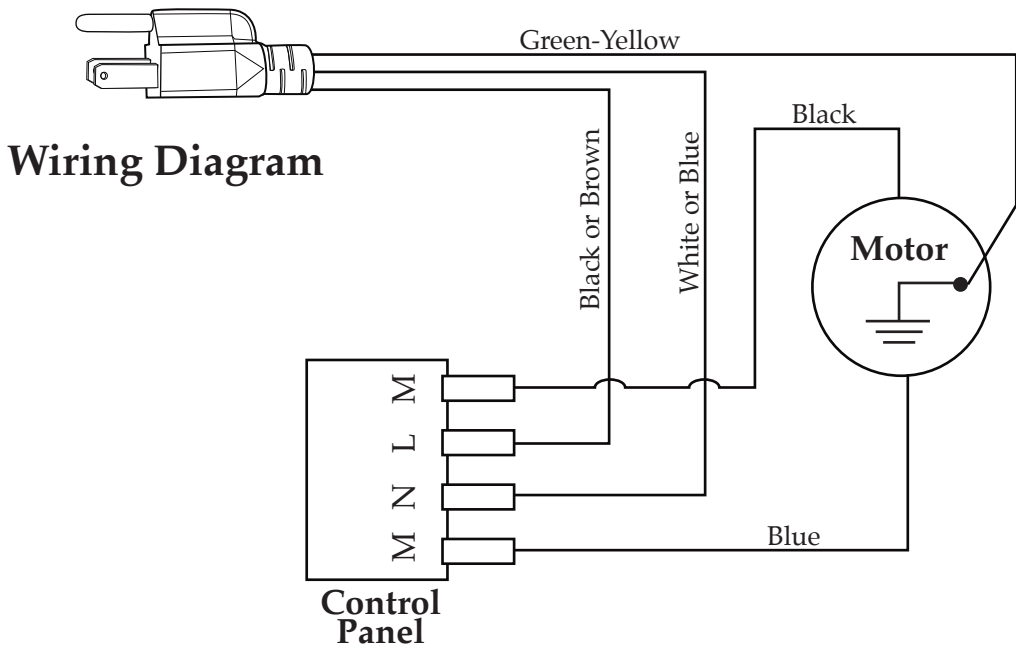 Green-Yellow
Black
Wiring Diagram
Black or Brown
White or Blue
Motor
M
L
N
M
Blue
Control
Panel